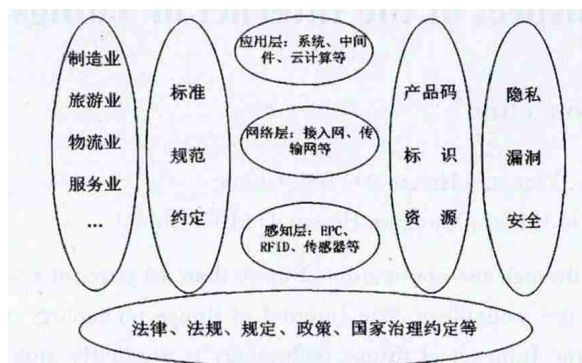 制造业
旅游业
物流业
服务业
...
标准
规范
约定
应用层：系统、中间
件、云计算等
网络层：接入网、传
输网等
感知层：EPC、
RFID、传感器等
产品码
标 识
资 源
隐私
漏洞
安全
法律、法规、规定、政策、国家治理约定等